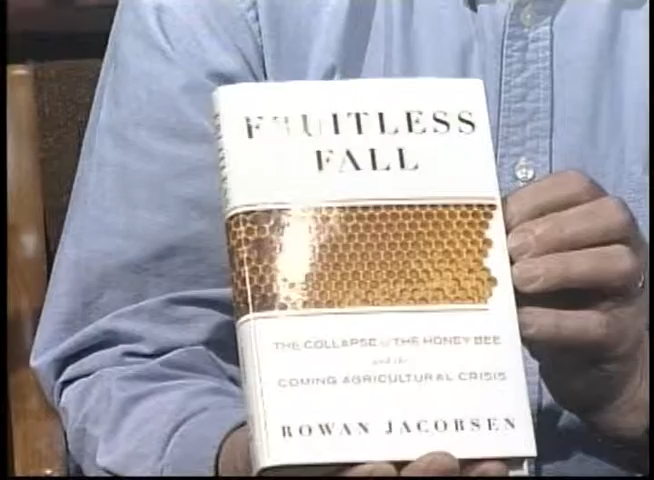 FRUITLESS
FALL
THE COLLAPSE of THE HONEY BEE
and the
COMING AGRICULTURAL CRISIS
ROWAN JACOBSEN